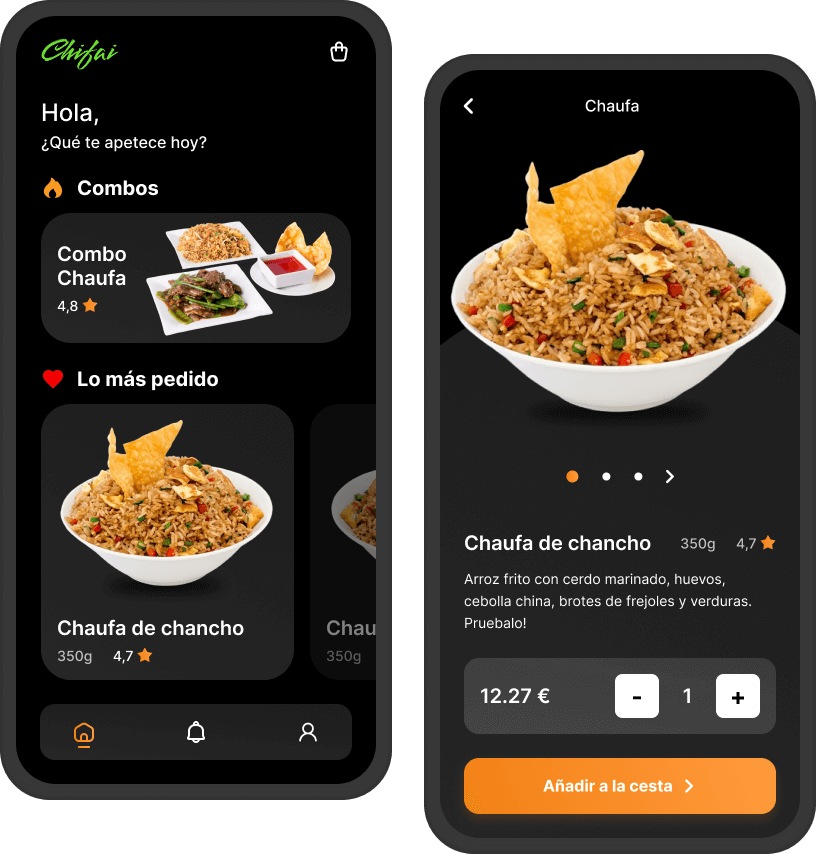 Chifai
Hola,
¿Qué te apetece hoy?
Combos
Combo
Chaufa
4,8
Lo más pedido
Chaufa de chancho
350g 4,7
Chau
350g
Chaufa
Chaufa de chancho 350g 4,7
Arroz frito con cerdo marinado, huevos,
cebolla china, brotes de frejoles y verduras.
Pruebalo!
12.27 € - 1 +
Añadir a la cesta